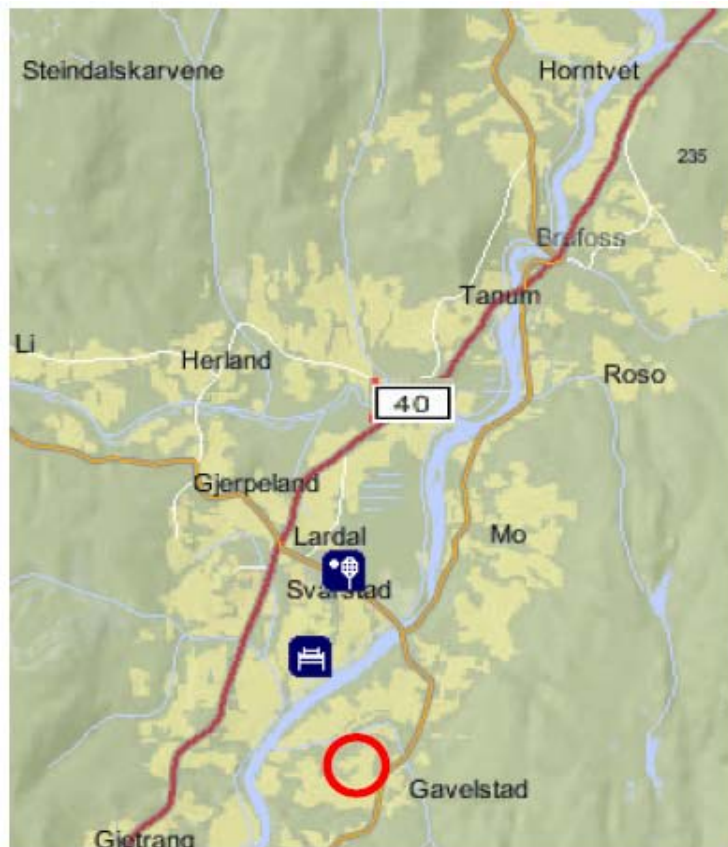 Steindalskarvene
Horntvet
235
Brufoss
Tanum
Li
Herland
Roso
40
Gjerpeland
Lardal
Mo
Svarstad
Gavelstad
Gjetrang